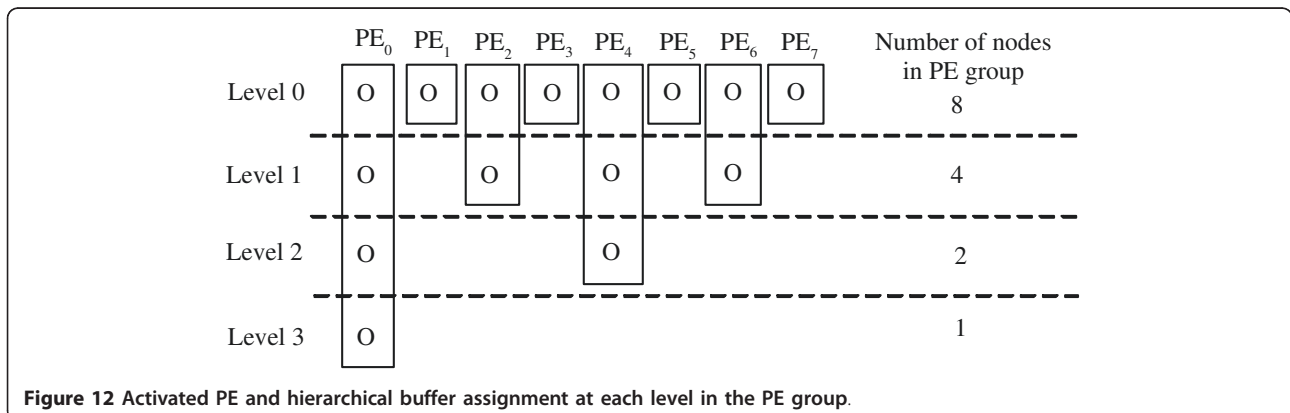 PE₀ PE₁ PE₂ PE₃ PE₄ PE₅ PE₆ PE₇ Number of nodes
in PE group
Level 0 O O O O O O O O 8
Level 1 O O O O 4
Level 2 O O 2
Level 3 O 1
Figure 12 Activated PE and hierarchical buffer assignment at each level in the PE group.